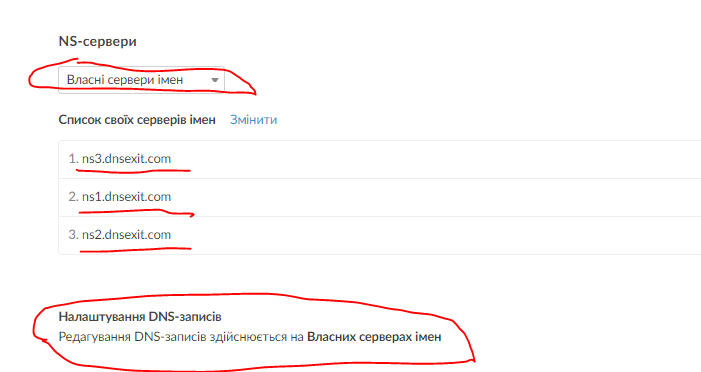 NS-сервери
Власні сервери імен
Список своїх серверів імен Змінити
1. ns3.dnsexit.com
2. ns1.dnsexit.com
3. ns2.dnsexit.com
Налаштування DNS-записів
Редагування DNS-записів здійснюється на Власних серверах імен